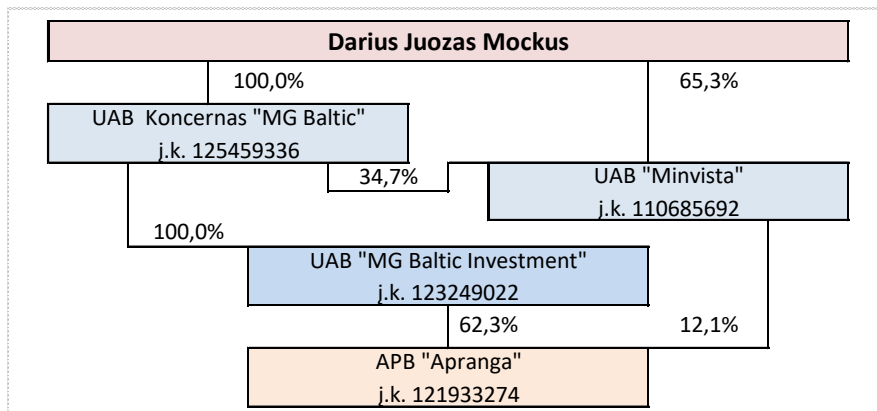 Darius Juozas Mockus
100,0%
65,3%
UAB Koncernas "MG Baltic"
j.k. 125459336
34,7%
UAB "Minvista"
j.k. 110685692
100,0%
UAB "MG Baltic Investment"
j.k. 123249022
62,3%
12,1%
APB "Apranga"
j.k. 121933274